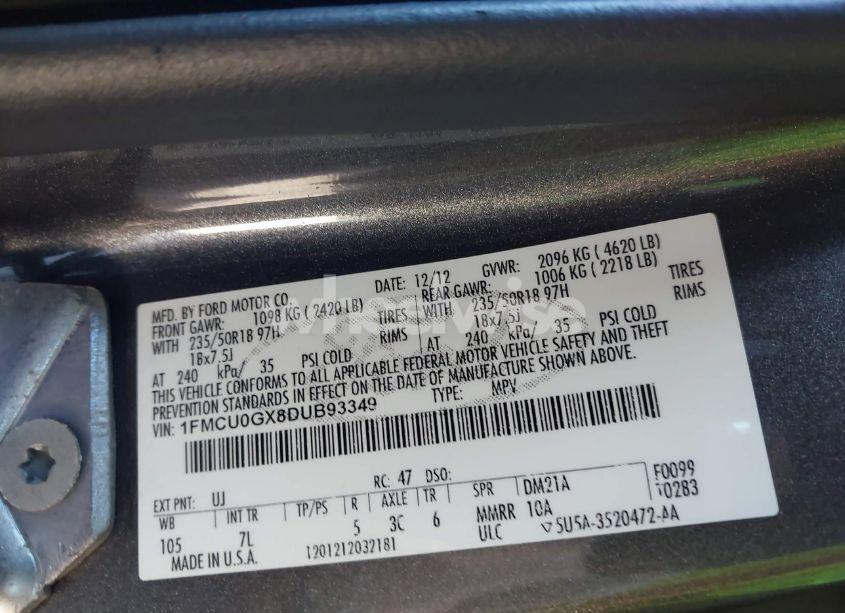 MFD. BY FORD MOTOR CO.
DATE: 12/12 GVWR: 2096 KG ( 4620 LB)
FRONT GAWR: 1098 KG ( 2420 LB) REAR GAWR: 1006 KG ( 2218 LB)
WITH 235/50R18 97H TIRES WITH 235/50R18 97H TIRES
18x7.5J RIMS 18x7.5J RIMS
AT 240 kPa/ 35 PSI COLD AT 240 kPa/ 35 PSI COLD
THIS VEHICLE CONFORMS TO ALL APPLICABLE FEDERAL MOTOR VEHICLE SAFETY AND THEFT
PREVENTION STANDARDS IN EFFECT ON THE DATE OF MANUFACTURE SHOWN ABOVE.
VIN: 1FMCU0GX8DUB93349 TYPE: MPV
EXT PNT: UJ RC: 47 DSO: F0099
WB INT TR TP/PS R AXLE TR SPR DM21A T0283
105 7L 5 3C 6 MMRR 10A
MADE IN U.S.A. 1201212032181 ULC ▽5U5A-3520472-AA
wheelwise